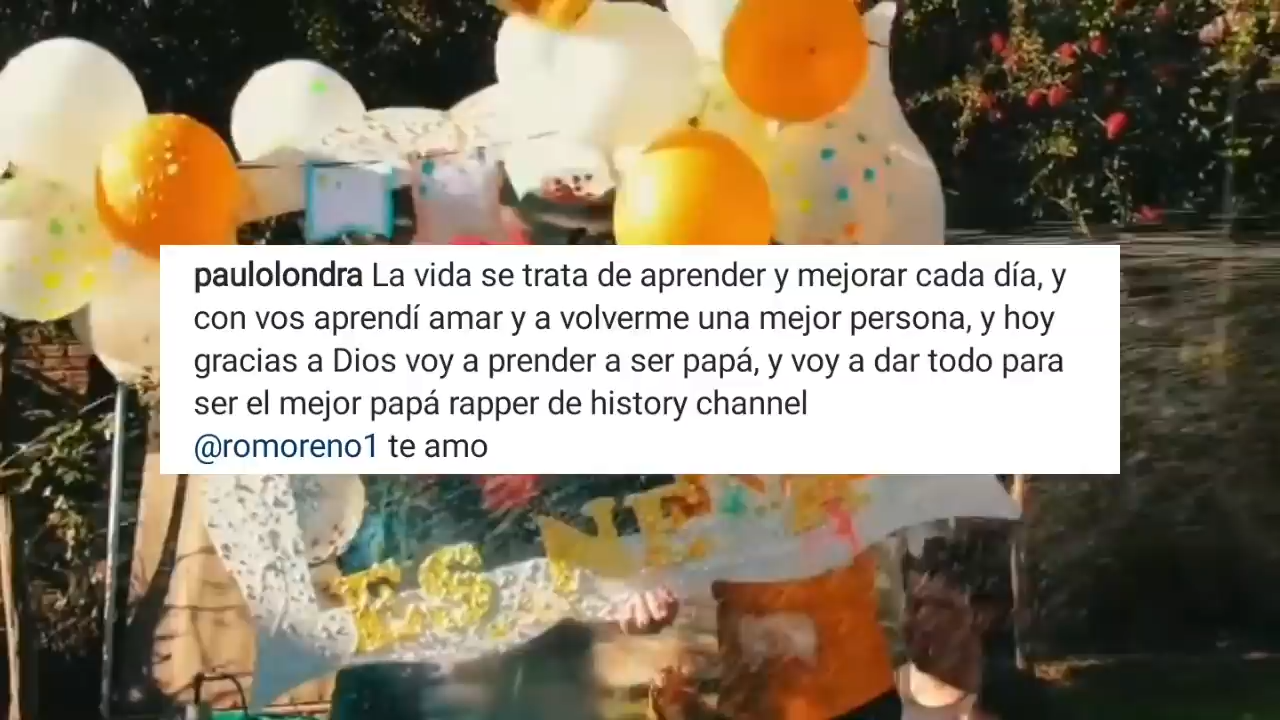 paulolondra La vida se trata de aprender y mejorar cada día, y
con vos aprendí amar y a volverme una mejor persona, y hoy
gracias a Dios voy a prender a ser papá, y voy a dar todo para
ser el mejor papá rapper de history channel
@romoreno1 te amo
ES NENA